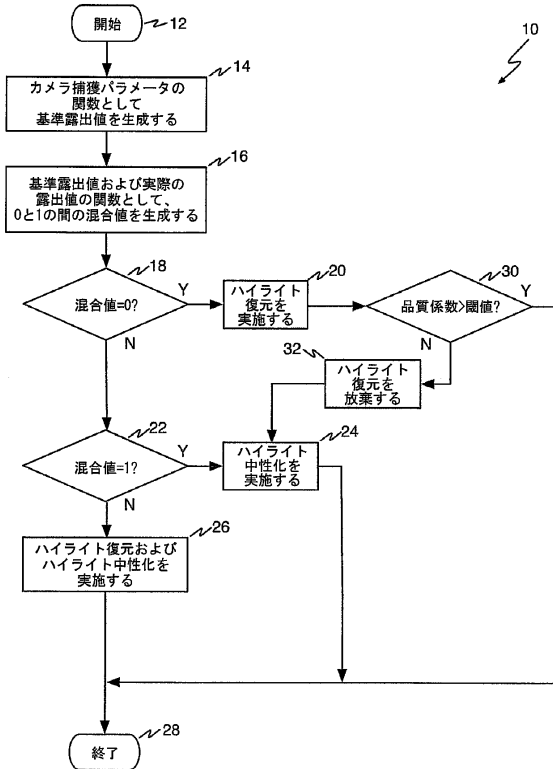 開始
12
10
14
カメラ捕獲パラメータの
関数として
基準露出値を生成する
16
基準露出値および実際の
露出値の関数として、
0と1の間の混合値を生成する
18
混合値=0?
Y
N
20
ハイライト
復元を
実施する
30
品質係数>閾値?
Y
N
32
ハイライト
復元を
放棄する
22
混合値=1?
Y
N
24
ハイライト
中性化を
実施する
26
ハイライト復元および
ハイライト中性化を
実施する
28
終了